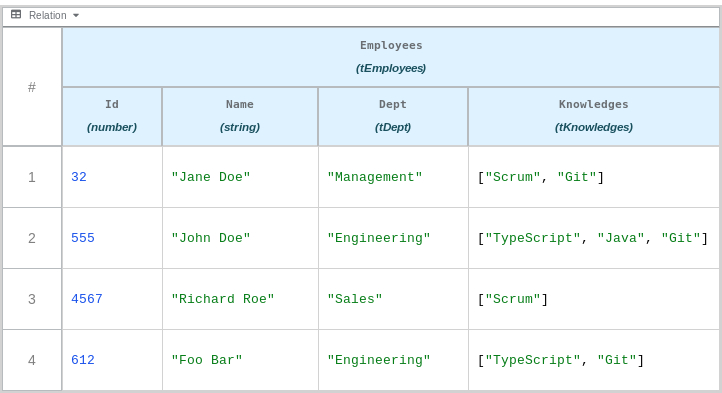 Relation
Employees
(tEmployees)
#
Id
(number)
Name
(string)
Dept
(tDept)
Knowledges
(tKnowledges)
1 32 "Jane Doe" "Management" ["Scrum", "Git"]
2 555 "John Doe" "Engineering" ["TypeScript", "Java", "Git"]
3 4567 "Richard Roe" "Sales" ["Scrum"]
4 612 "Foo Bar" "Engineering" ["TypeScript", "Git"]